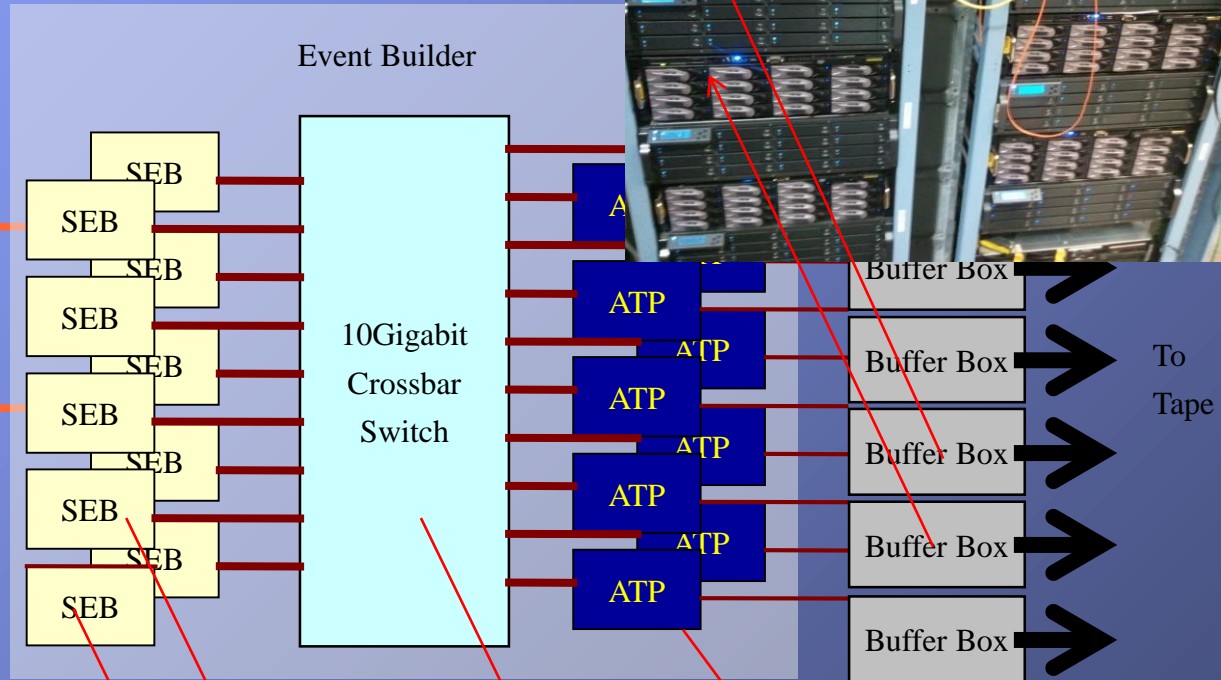 Event Builder
SEB
SEB
SEB
SEB
SEB
SEB
SEB
SEB
SEB
SEB
10Gigabit
Crossbar
Switch
A
ATP
ATP
ATP
ATP
ATP
ATP
ATP
ATP
Buffer Box
Buffer Box
Buffer Box
Buffer Box
Buffer Box
To
Tape